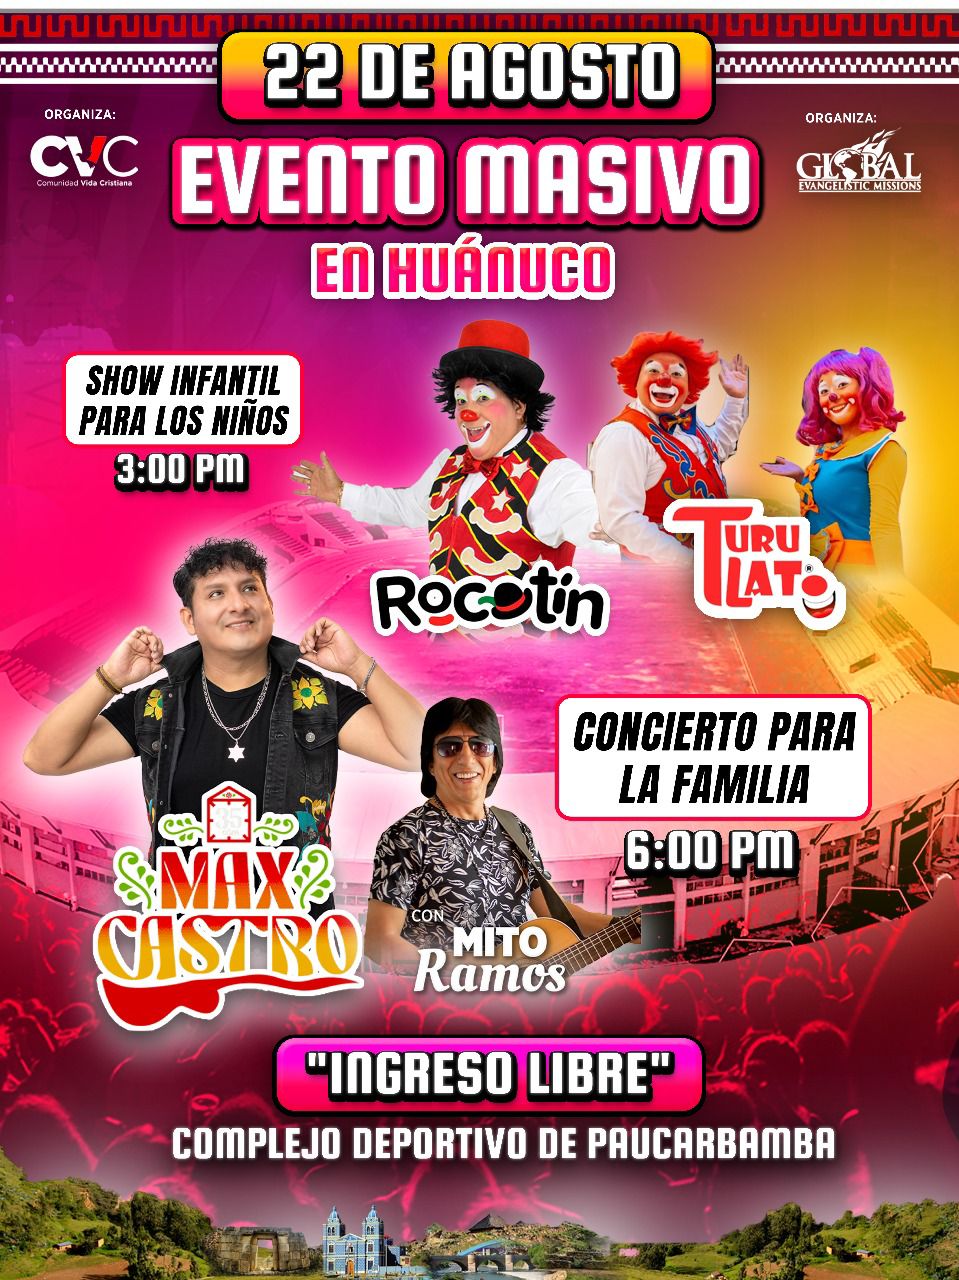 22 DE AGOSTO
ORGANIZA:
CVC
Comunidad Vida Cristiana
ORGANIZA:
GLOBAL
EVANGELISTIC MISSIONS
EVENTO MASIVO
EN HUÁNUCO
SHOW INFANTIL
PARA LOS NIÑOS
3:00 PM
ROCOTÍN
TURU
LATO®
CONCIERTO PARA
LA FAMILIA
6:00 PM
35
MAX
CASTRO
CON
MITO
Ramos
"INGRESO LIBRE"
COMPLEJO DEPORTIVO DE PAUCARBAMBA